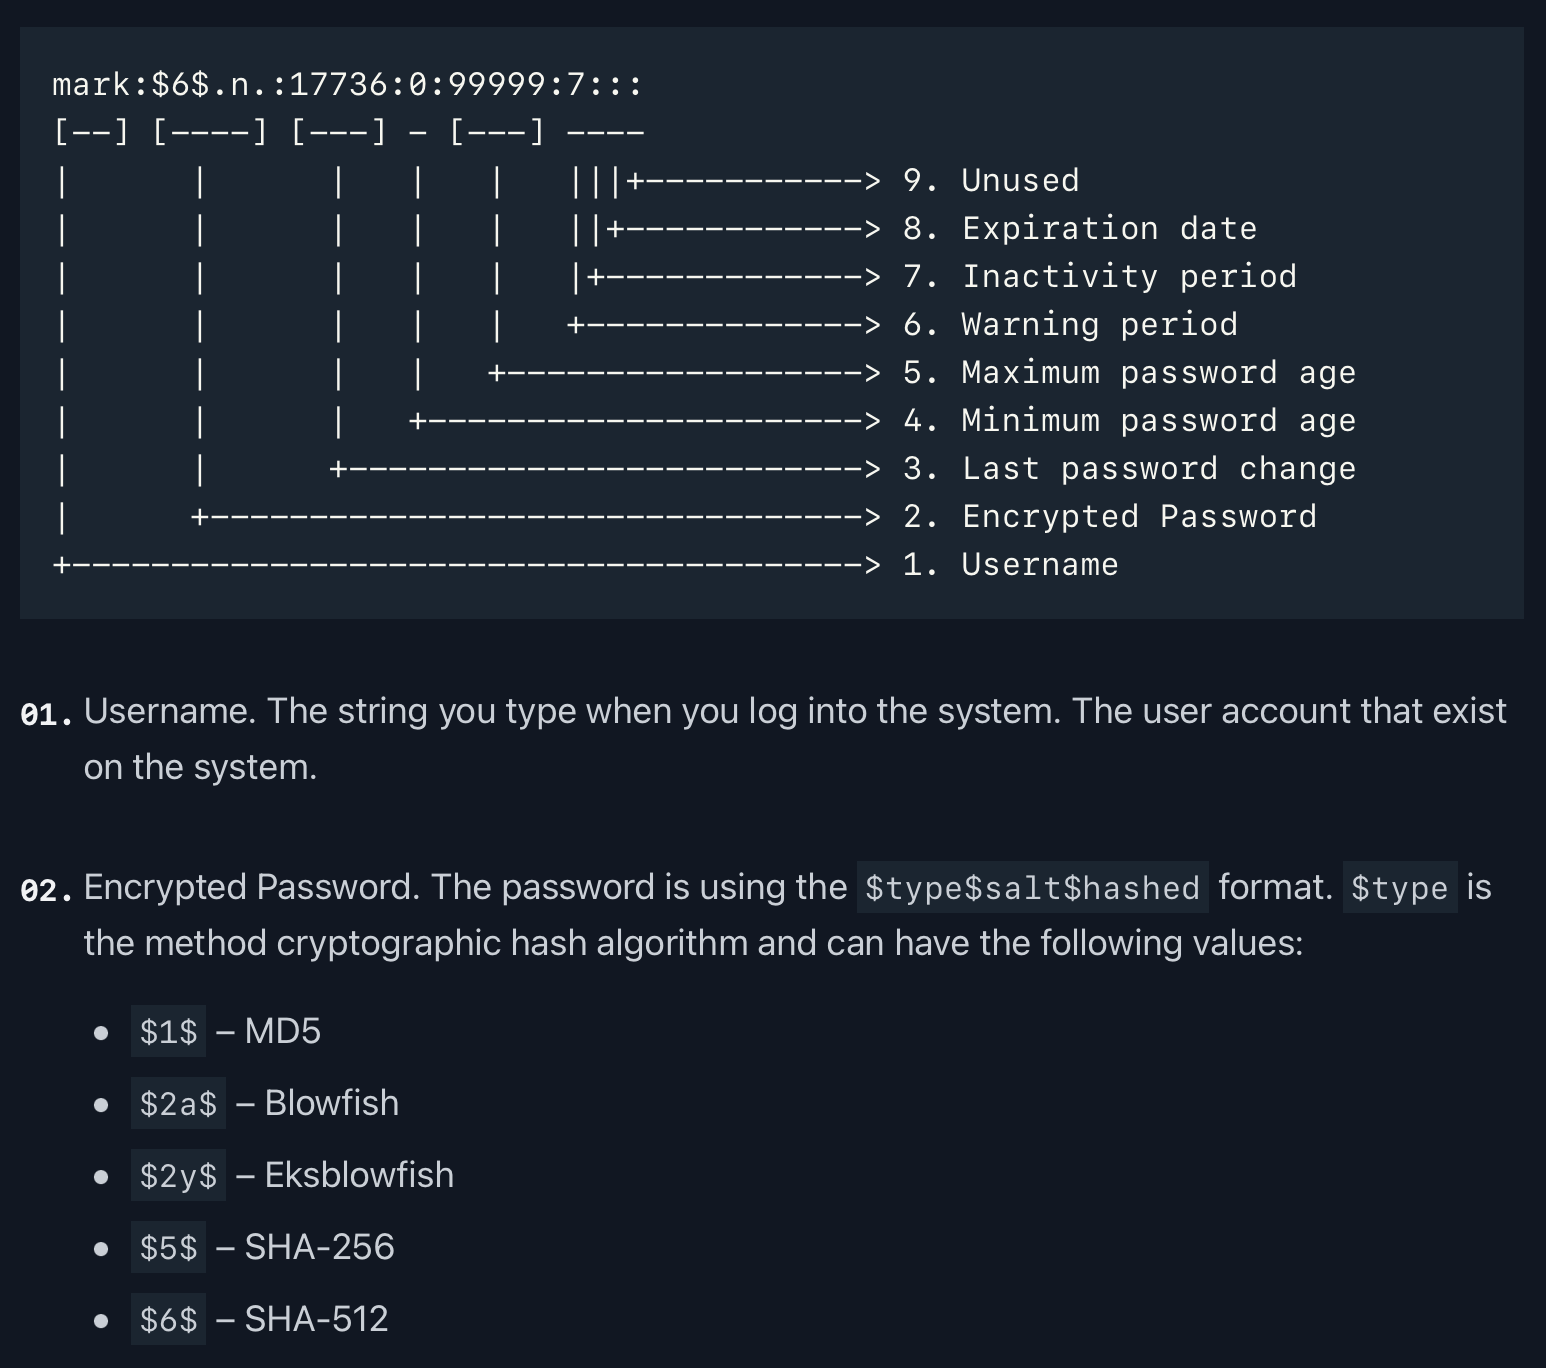 mark:$6$.n.:17736:0:99999:7:::
[--] [----] [---] - [---] ----
|      |      |   |   |   |||+-----------> 9. Unused
|      |      |   |   |   ||+------------> 8. Expiration date
|      |      |   |   |   |+-------------> 7. Inactivity period
|      |      |   |   |   +--------------> 6. Warning period
|      |      |   |   +------------------> 5. Maximum password age
|      |      |   +----------------------> 4. Minimum password age
|      |      +--------------------------> 3. Last password change
|      +---------------------------------> 2. Encrypted Password
+----------------------------------------> 1. Username
01. Username. The string you type when you log into the system. The user account that exist
on the system.
02. Encrypted Password. The password is using the $type$salt$hashed format. $type is
the method cryptographic hash algorithm and can have the following values:
• $1$ – MD5
• $2a$ – Blowfish
• $2y$ – Eksblowfish
• $5$ – SHA-256
• $6$ – SHA-512